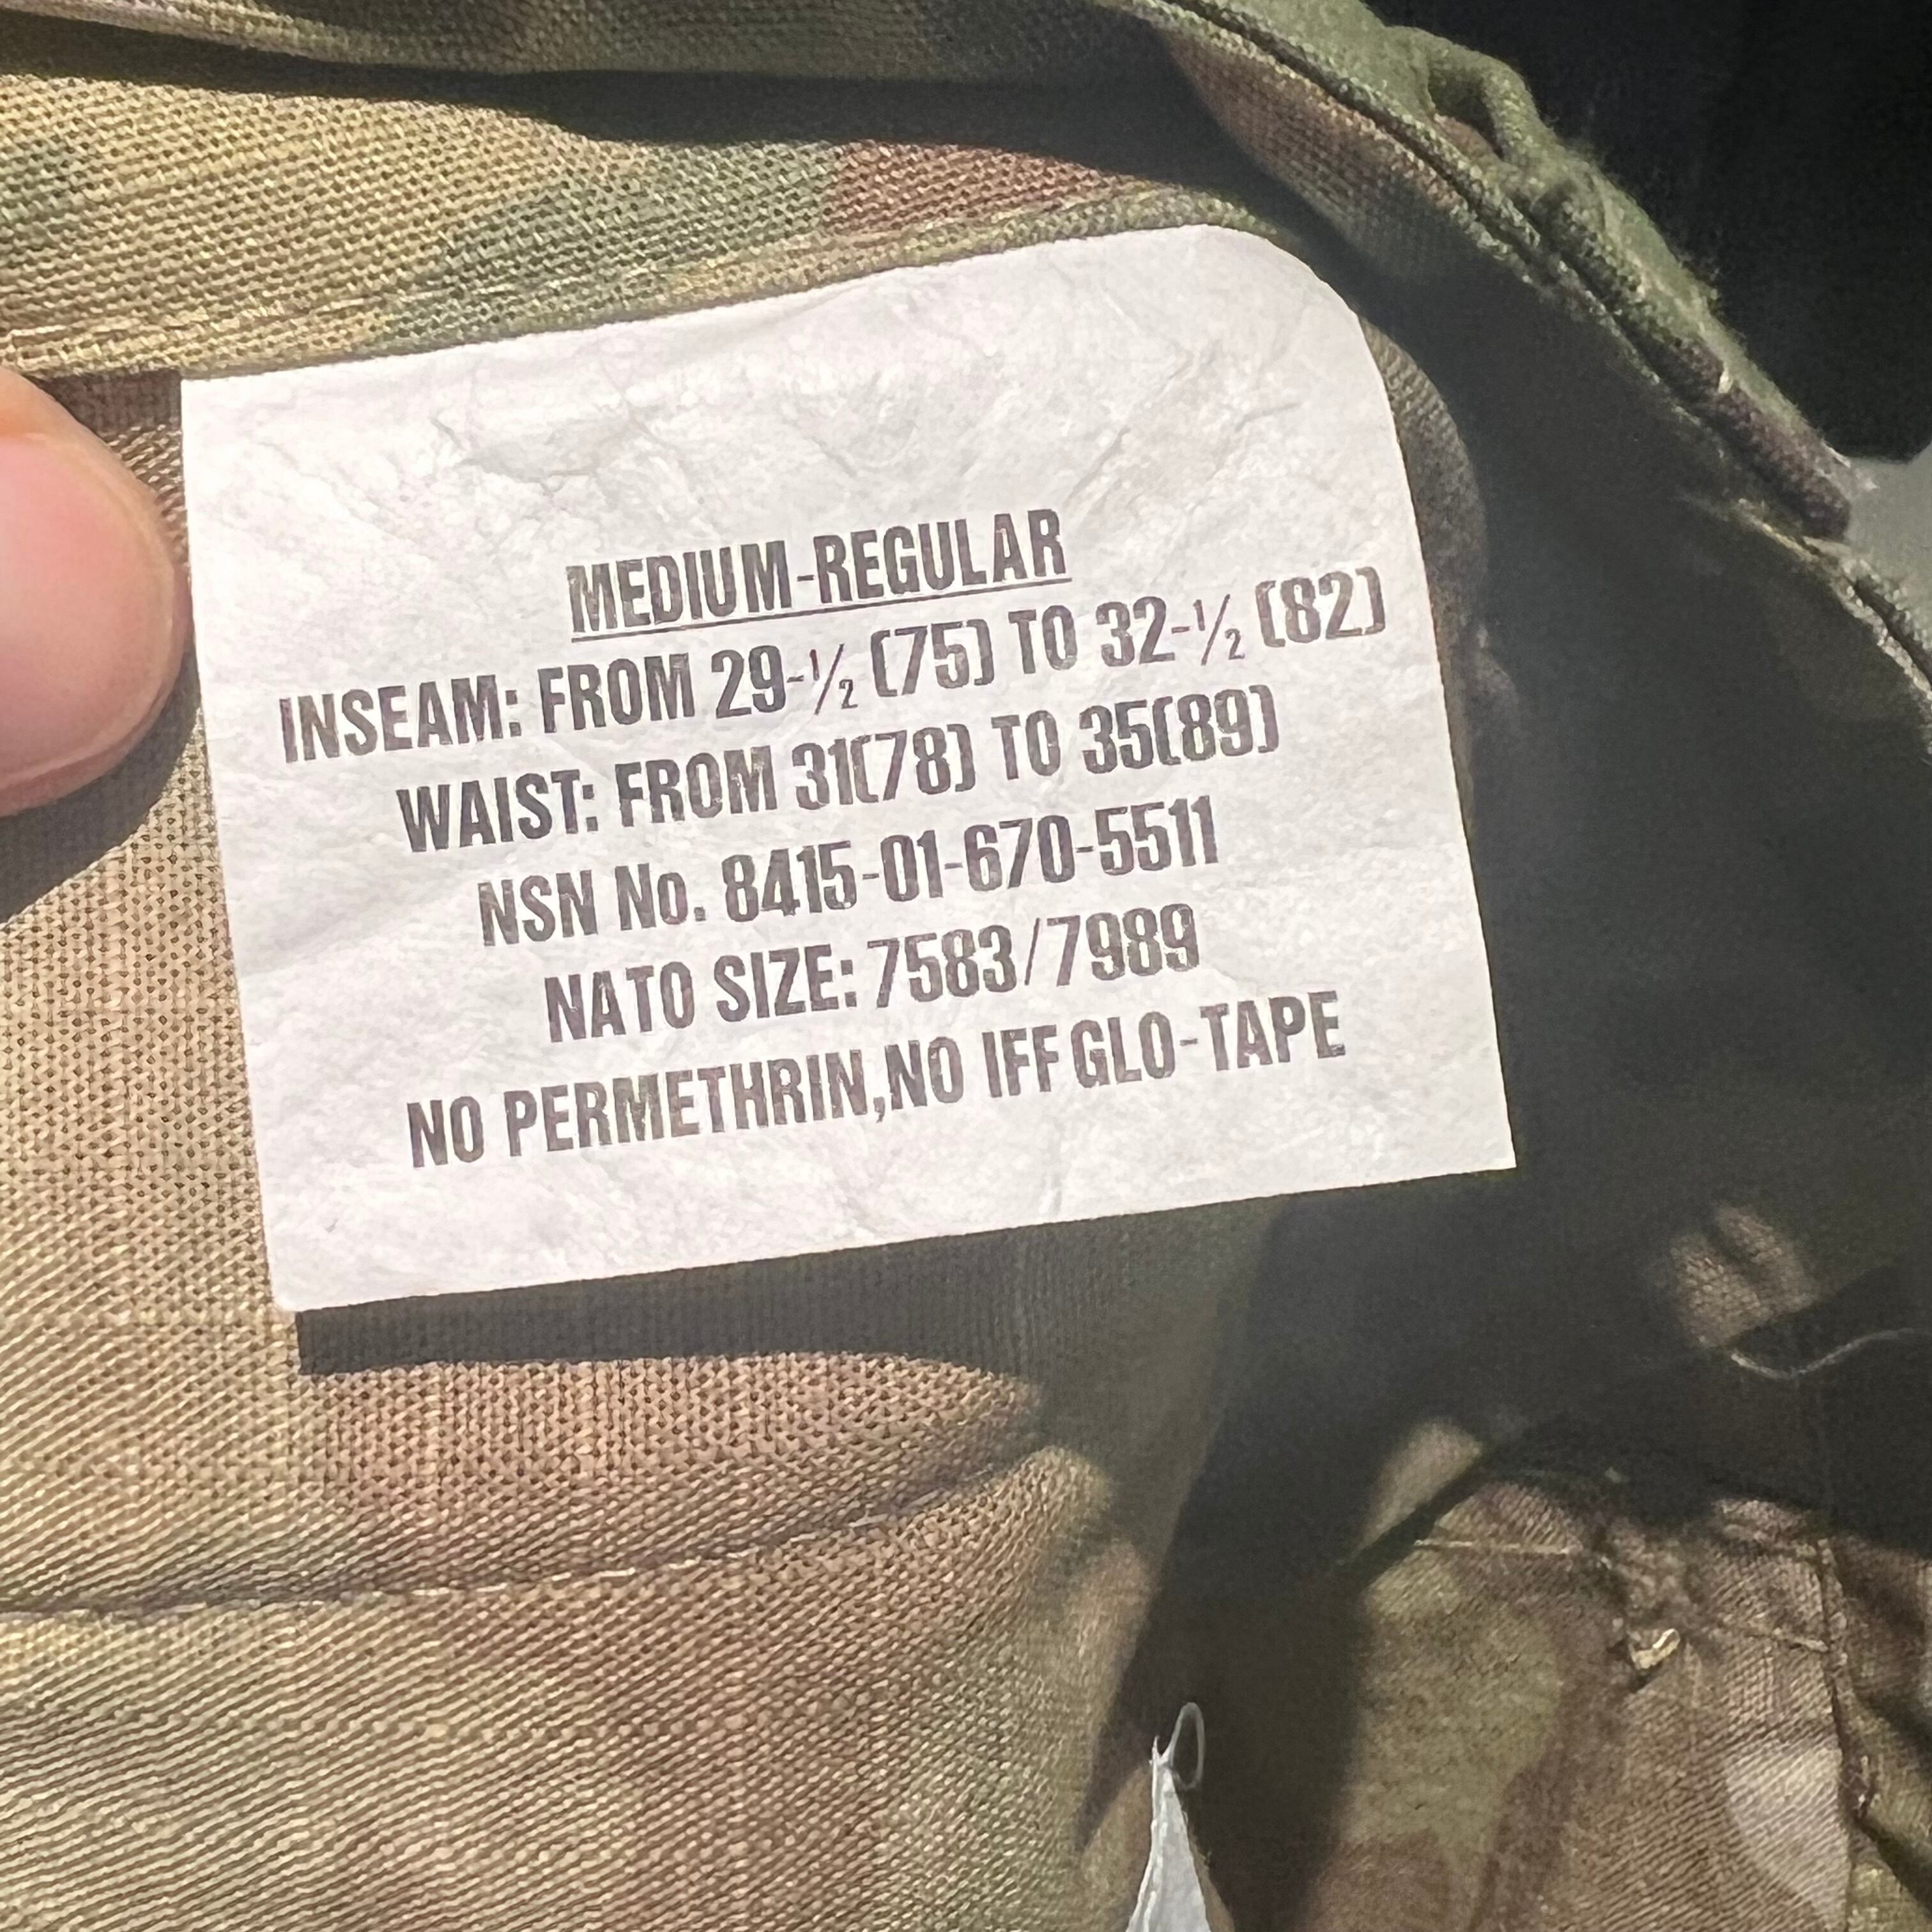 MEDIUM-REGULAR
INSEAM: FROM 29-½ (75) TO 32-½ (82)
WAIST: FROM 31(78) TO 35(89)
NSN No. 8415-01-670-5511
NATO SIZE: 7583/7989
NO PERMETHRIN,NO IFF GLO-TAPE